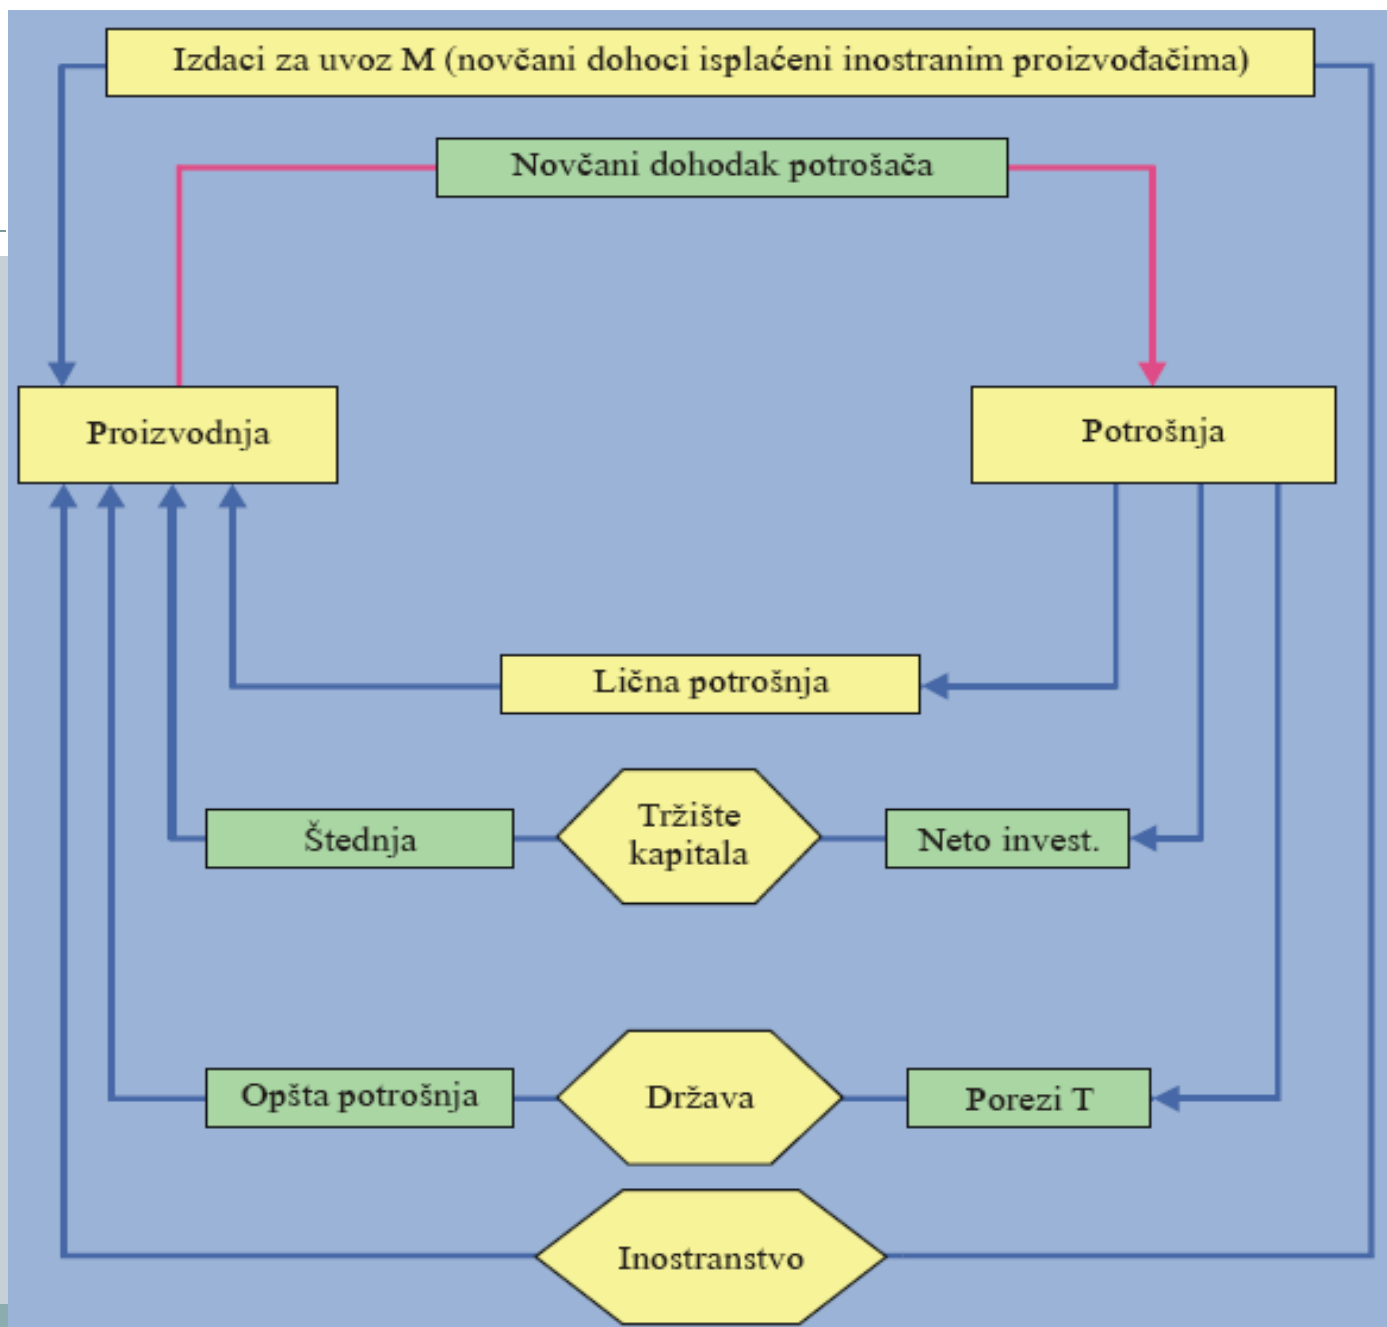 Izdaci za uvoz M (novčani dohoci isplaćeni inostranim proizvođačima)
Novčani dohodak potrošača
Proizvodnja
Potrošnja
Lična potrošnja
Štednja
Tržište
kapitala
Neto invest.
Opšta potrošnja
Država
Porezi T
Inostranstvo